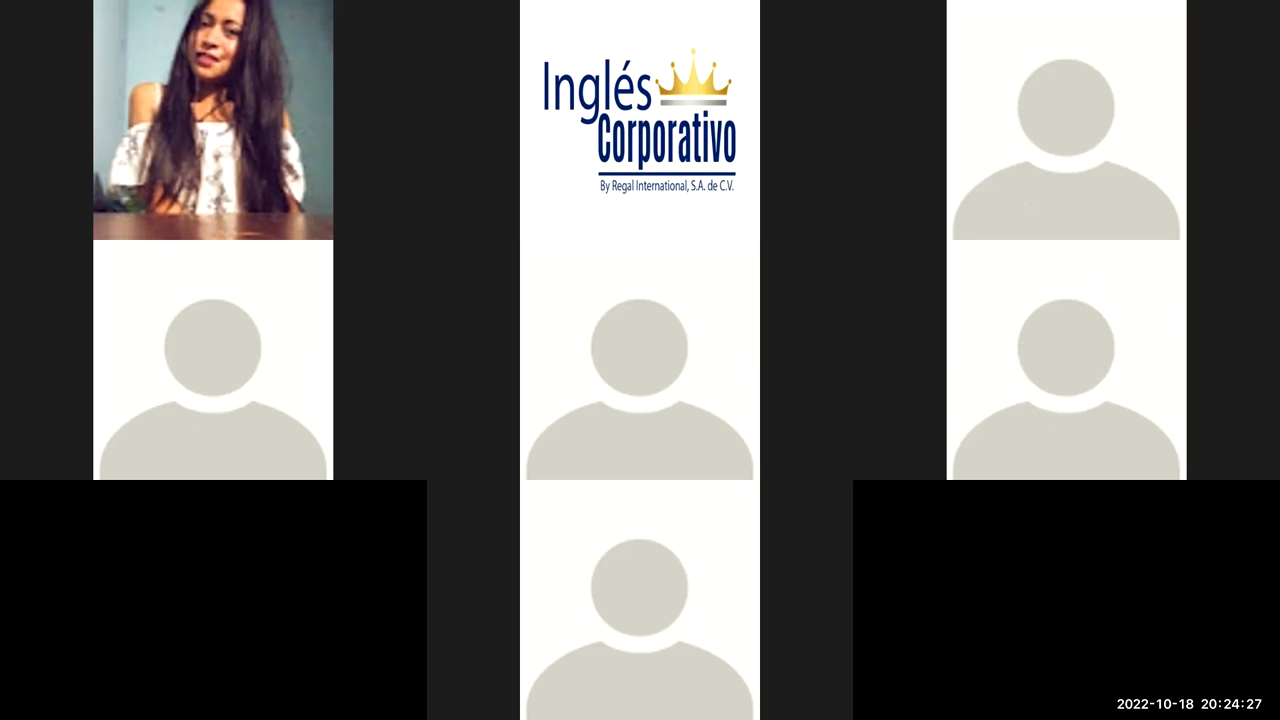 Inglés
Corporativo
By Regal International, S.A. de C.V.
2022-10-18 20:24:27